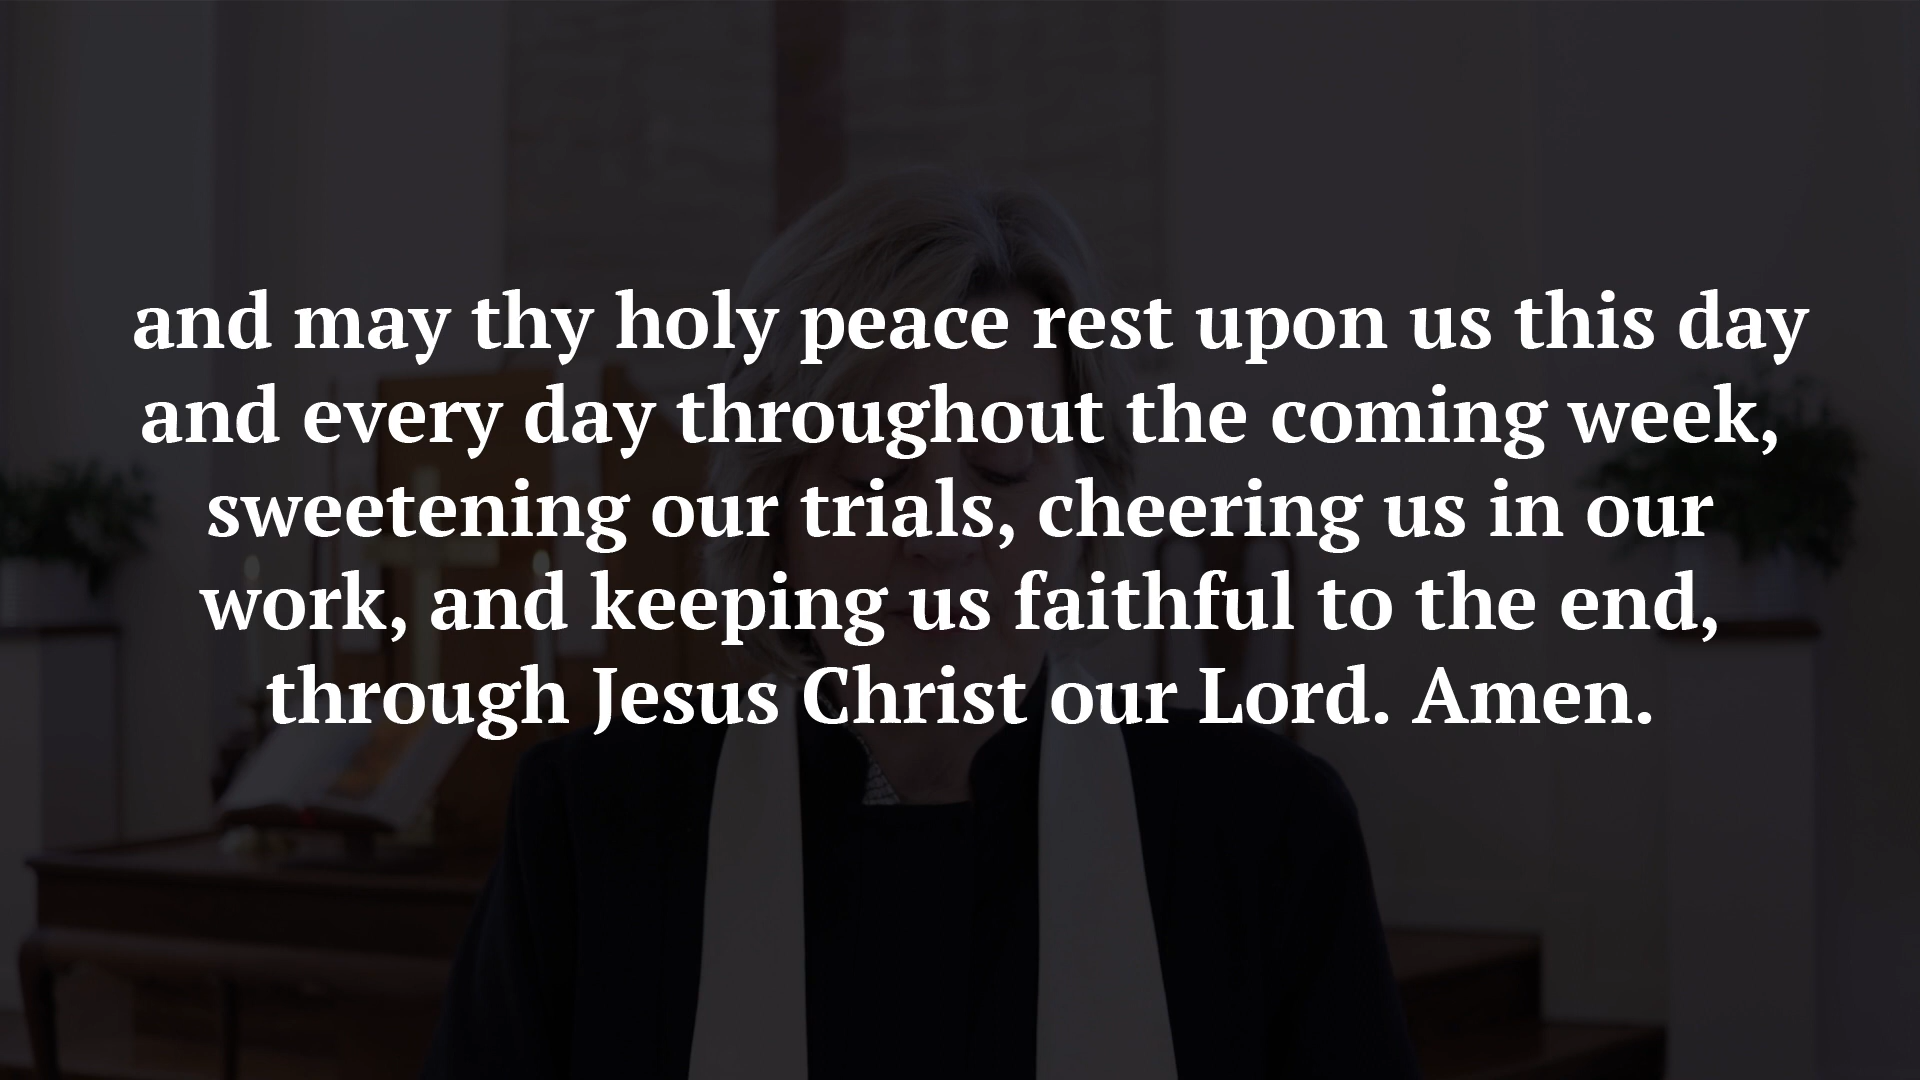 and may thy holy peace rest upon us this day
and every day throughout the coming week,
sweetening our trials, cheering us in our
work, and keeping us faithful to the end,
through Jesus Christ our Lord. Amen.